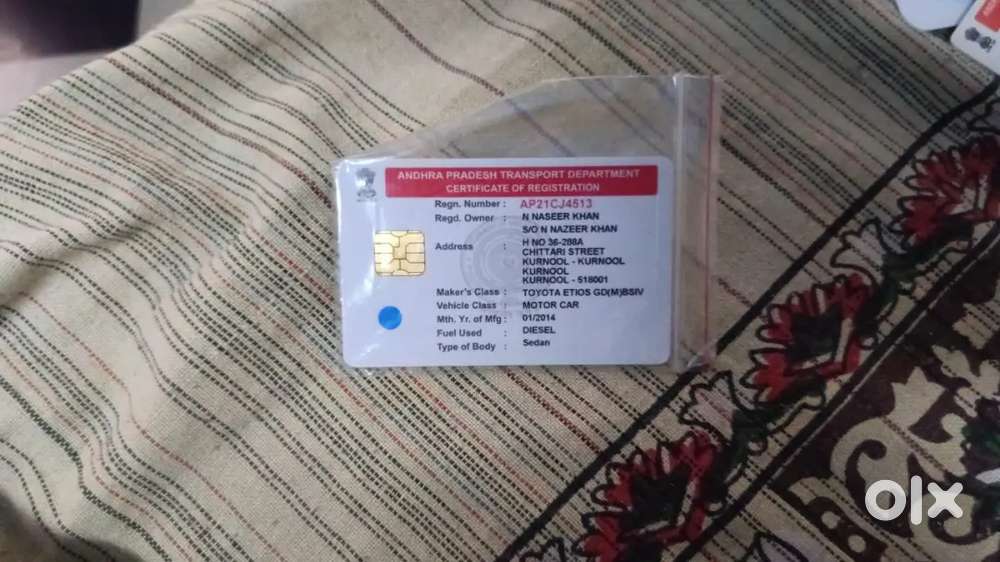 ANDHRA PRADESH TRANSPORT DEPARTMENT
CERTIFICATE OF REGISTRATION
Regn. Number : AP21CJ4513
Regd. Owner : N NASEER KHAN
S/O N NAZEER KHAN
Address : H NO 36-288A
CHITTARI STREET
KURNOOL - KURNOOL
KURNOOL
KURNOOL - 518001
Maker's Class : TOYOTA ETIOS GD(M)BSIV
Vehicle Class : MOTOR CAR
Mth. Yr. of Mfg : 01/2014
Fuel Used : DIESEL
Type of Body : Sedan
olx